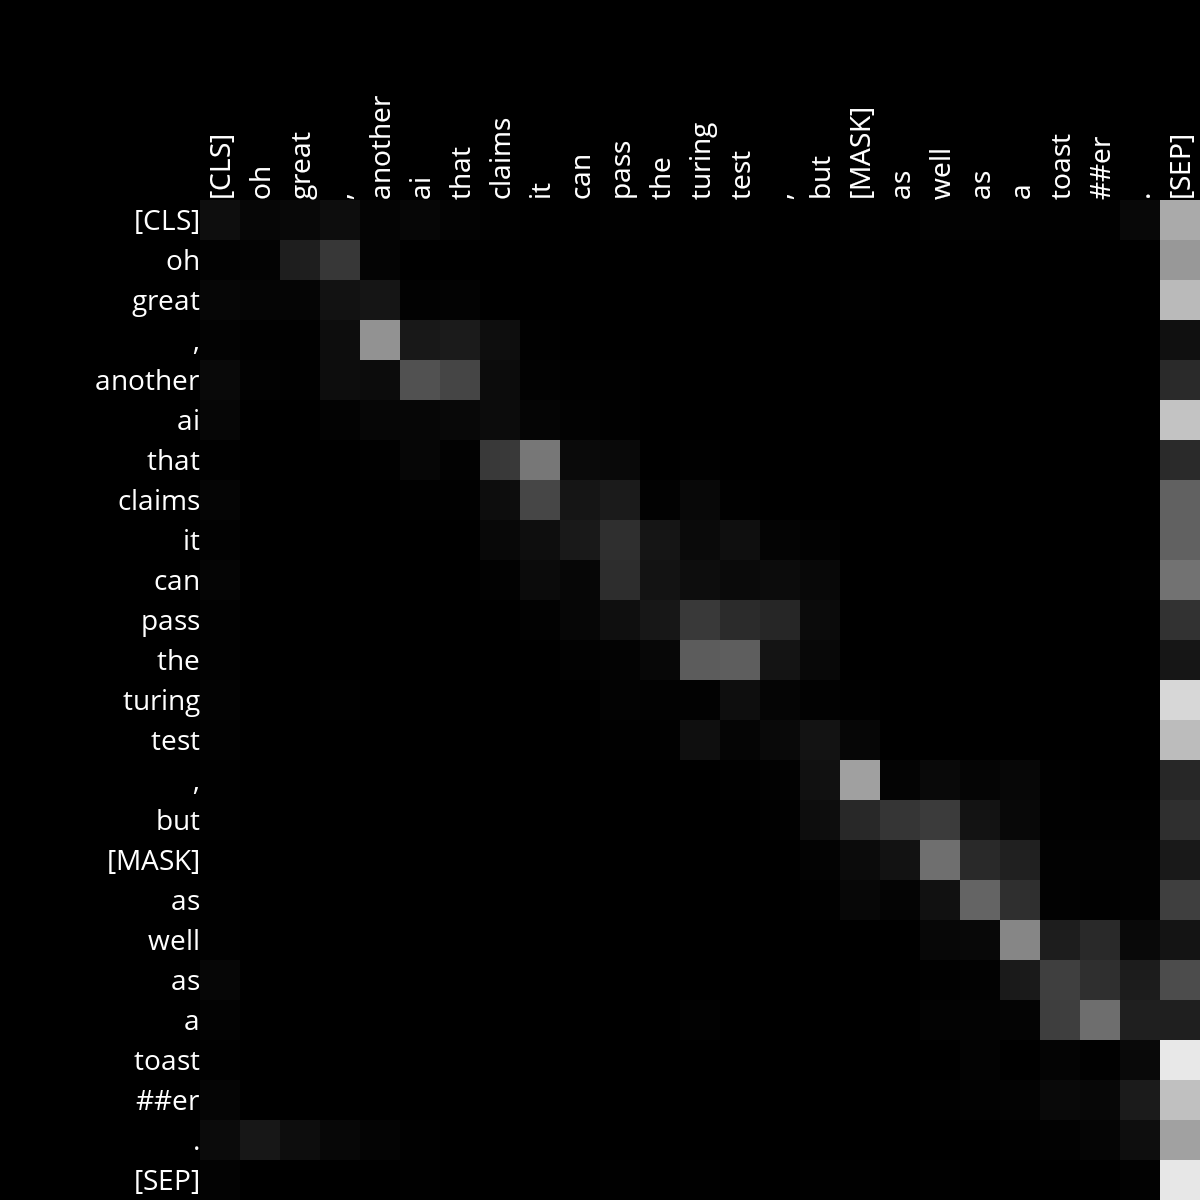 [CLS] oh great , another ai that claims it can pass the turing test , but [MASK] as well as a toast ##er . [SEP]
[CLS]
oh
great
,
another
ai
that
claims
it
can
pass
the
turing
test
,
but
[MASK]
as
well
as
a
toast
##er
.
[SEP]